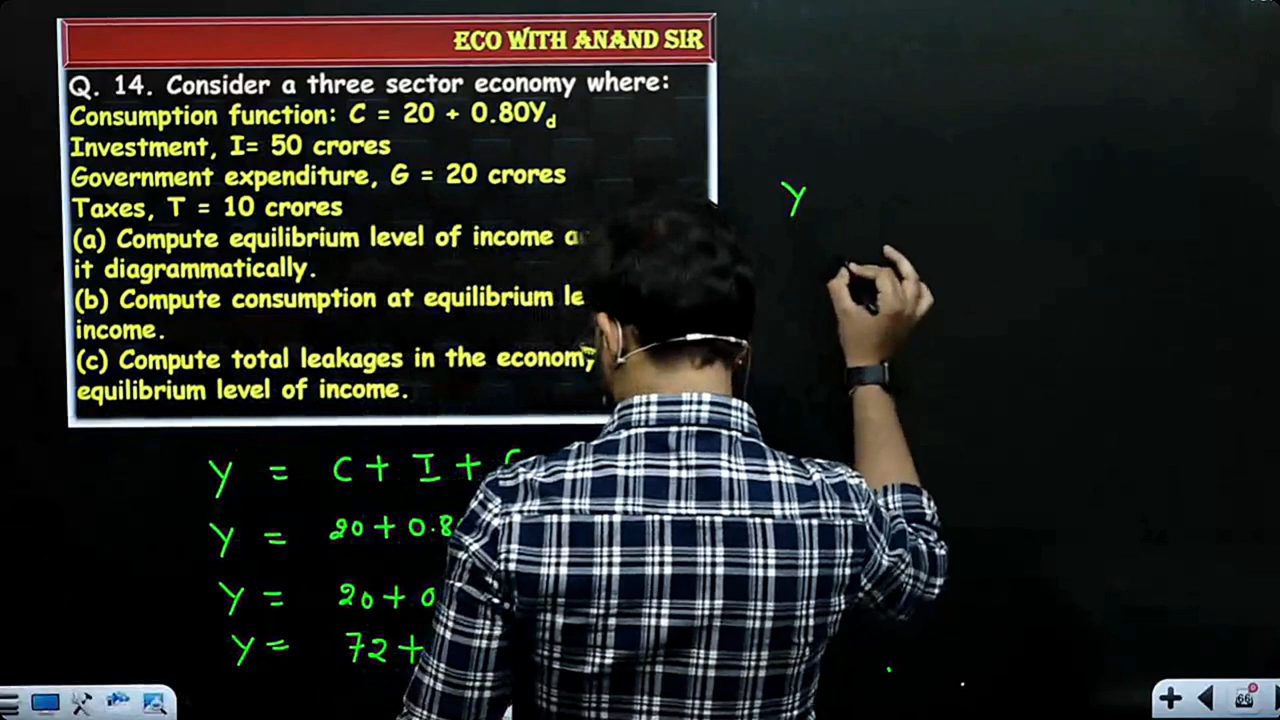 ECO WITH ANAND SIR
Q. 14. Consider a three sector economy where:
Consumption function: C = 20 + 0.80Yd
Investment, I= 50 crores
Government expenditure, G = 20 crores
Taxes, T = 10 crores
(a) Compute equilibrium level of income a
it diagrammatically.
(b) Compute consumption at equilibrium le
income.
(c) Compute total leakages in the economy
equilibrium level of income.
Y
Y = C + I +
Y = 20 + 0.8
Y = 20 + 0
Y = 72 +
66